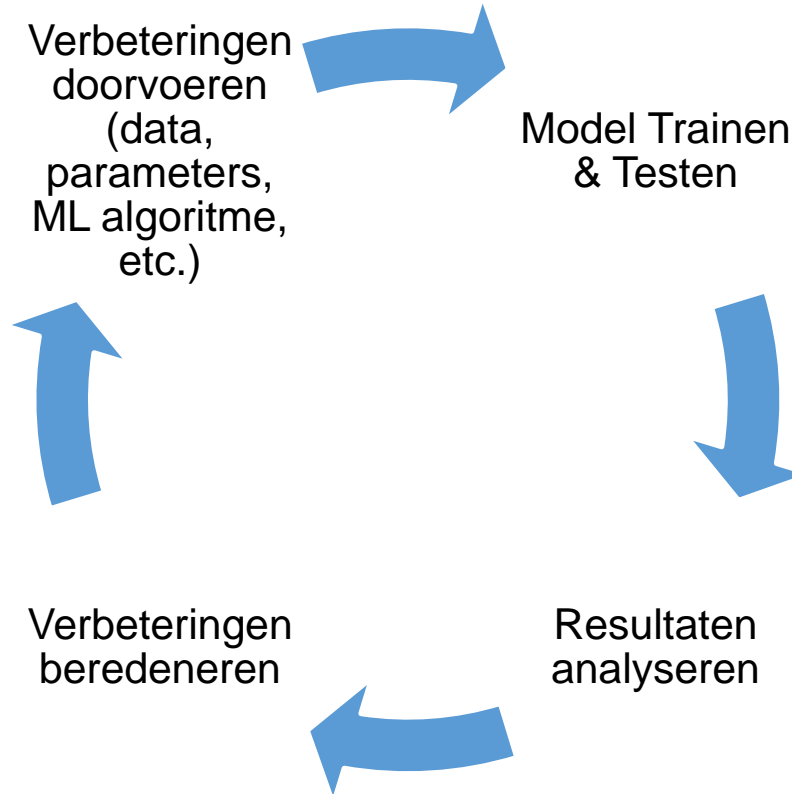 Verbeteringen
doorvoeren
(data,
parameters,
ML algoritme,
etc.)
Model Trainen
& Testen
Resultaten
analyseren
Verbeteringen
beredeneren